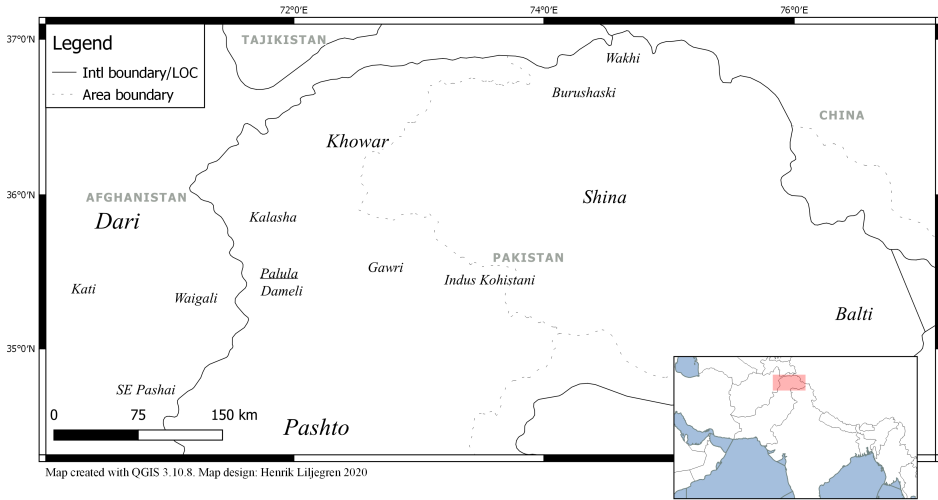 72°0'E 74°0'E 76°0'E
37°0'N
Legend
Intl boundary/LOC
Area boundary
TAJIKISTAN
Wakhi
Burushaski
CHINA
Khowar
36°0'N
AFGHANISTAN
Dari
Shina
Kalasha
PAKISTAN
Gawri
Palula
Dameli
Indus Kohistani
Kati
Waigali
Balti
35°0'N
SE Pashai
0 75 150 km
Pashto
Map created with QGIS 3.10.8. Map design: Henrik Liljegren 2020